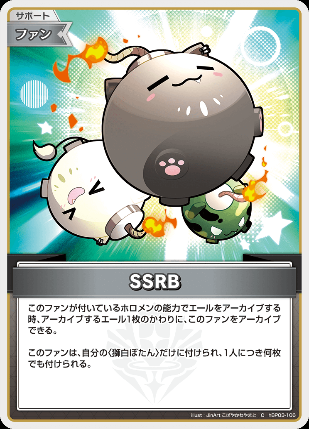 サポート
ファン
SSRB
このファンが付いているホロメンの能力でエールをアーカイブする
時、アーカイブするエール1枚のかわりに、このファンをアーカイブ
できる。
このファンは、自分の〈獅白ぼたん〉だけに付けられ、1人につき何枚
でも付けられる。
C hBP03-106